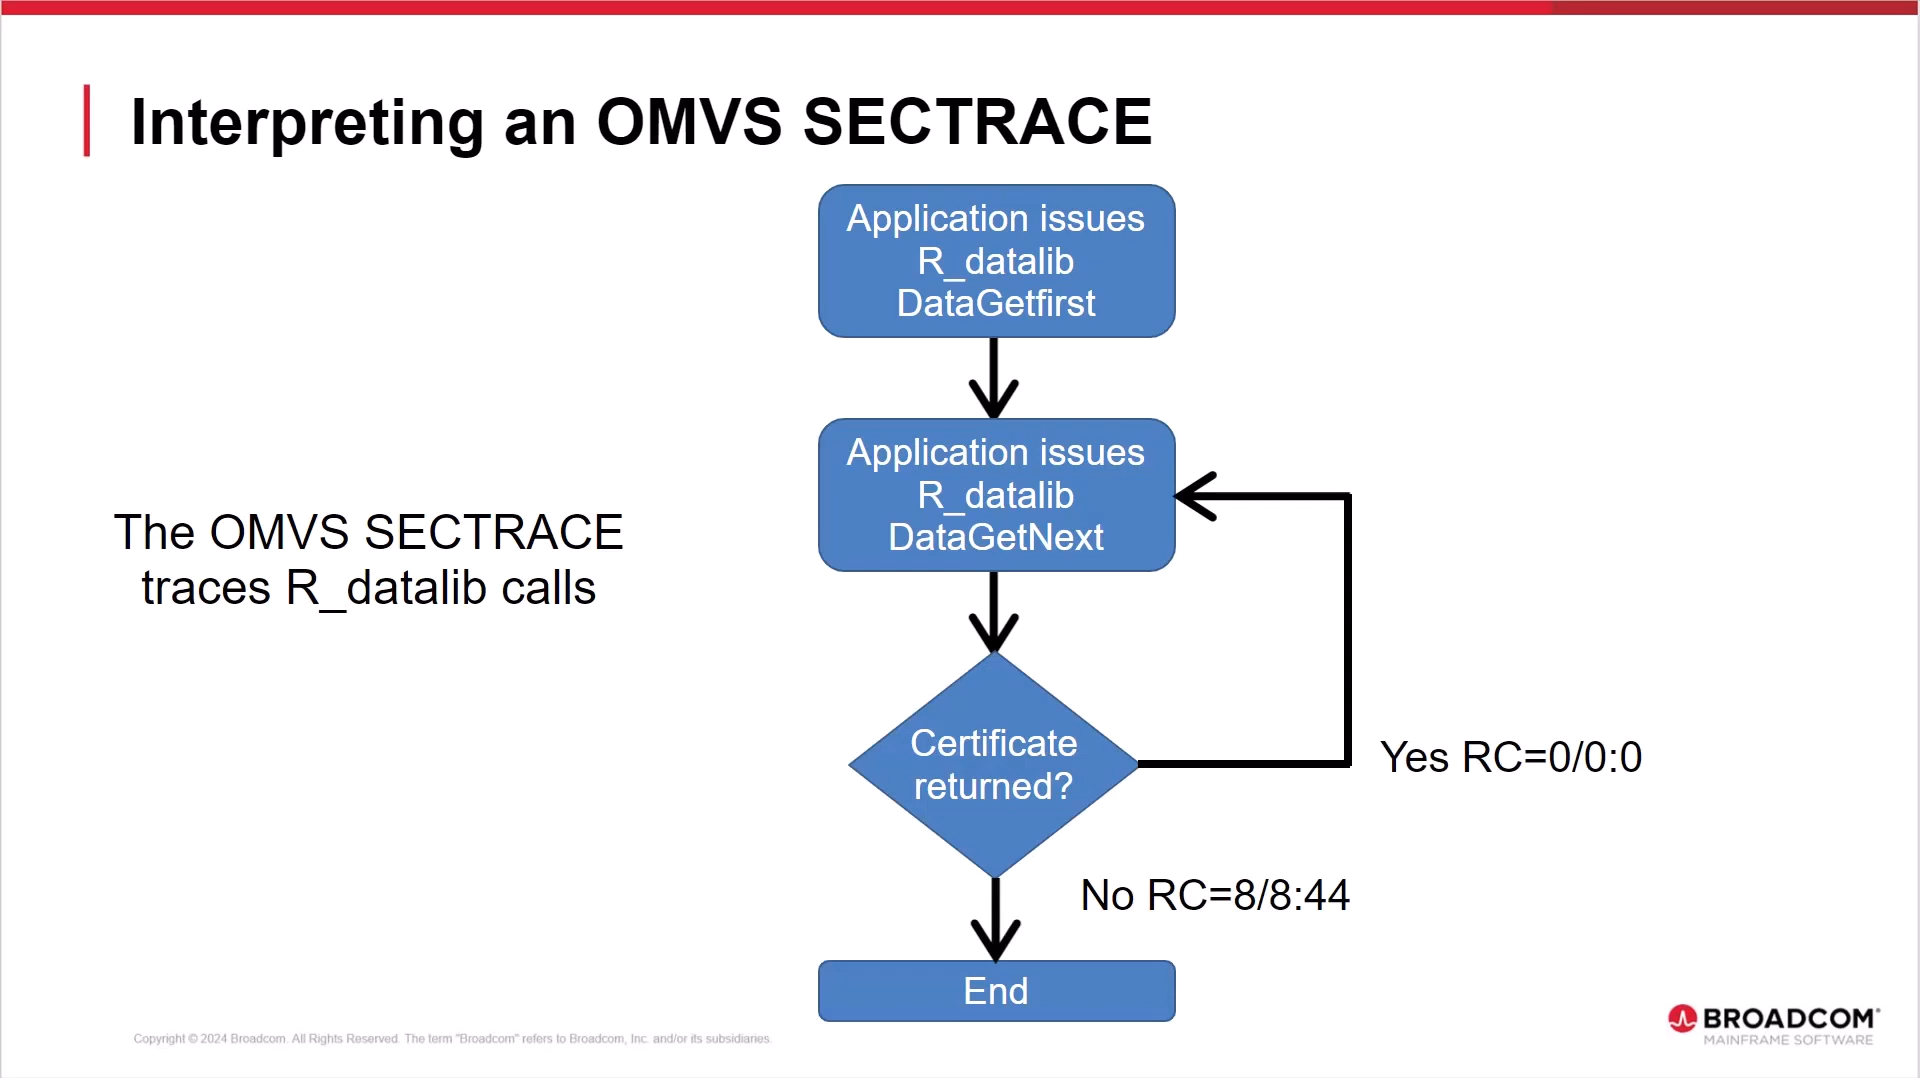 Interpreting an OMVS SECTRACE
Application issues
R_datalib
DataGetfirst
Application issues
R_datalib
DataGetNext
The OMVS SECTRACE
traces R_datalib calls
Certificate
returned?
Yes RC=0/0:0
No RC=8/8:44
End
Copyright © 2024 Broadcom. All Rights Reserved. The term "Broadcom" refers to Broadcom, Inc. and/or its subsidiaries.
BROADCOM®
MAINFRAME SOFTWARE